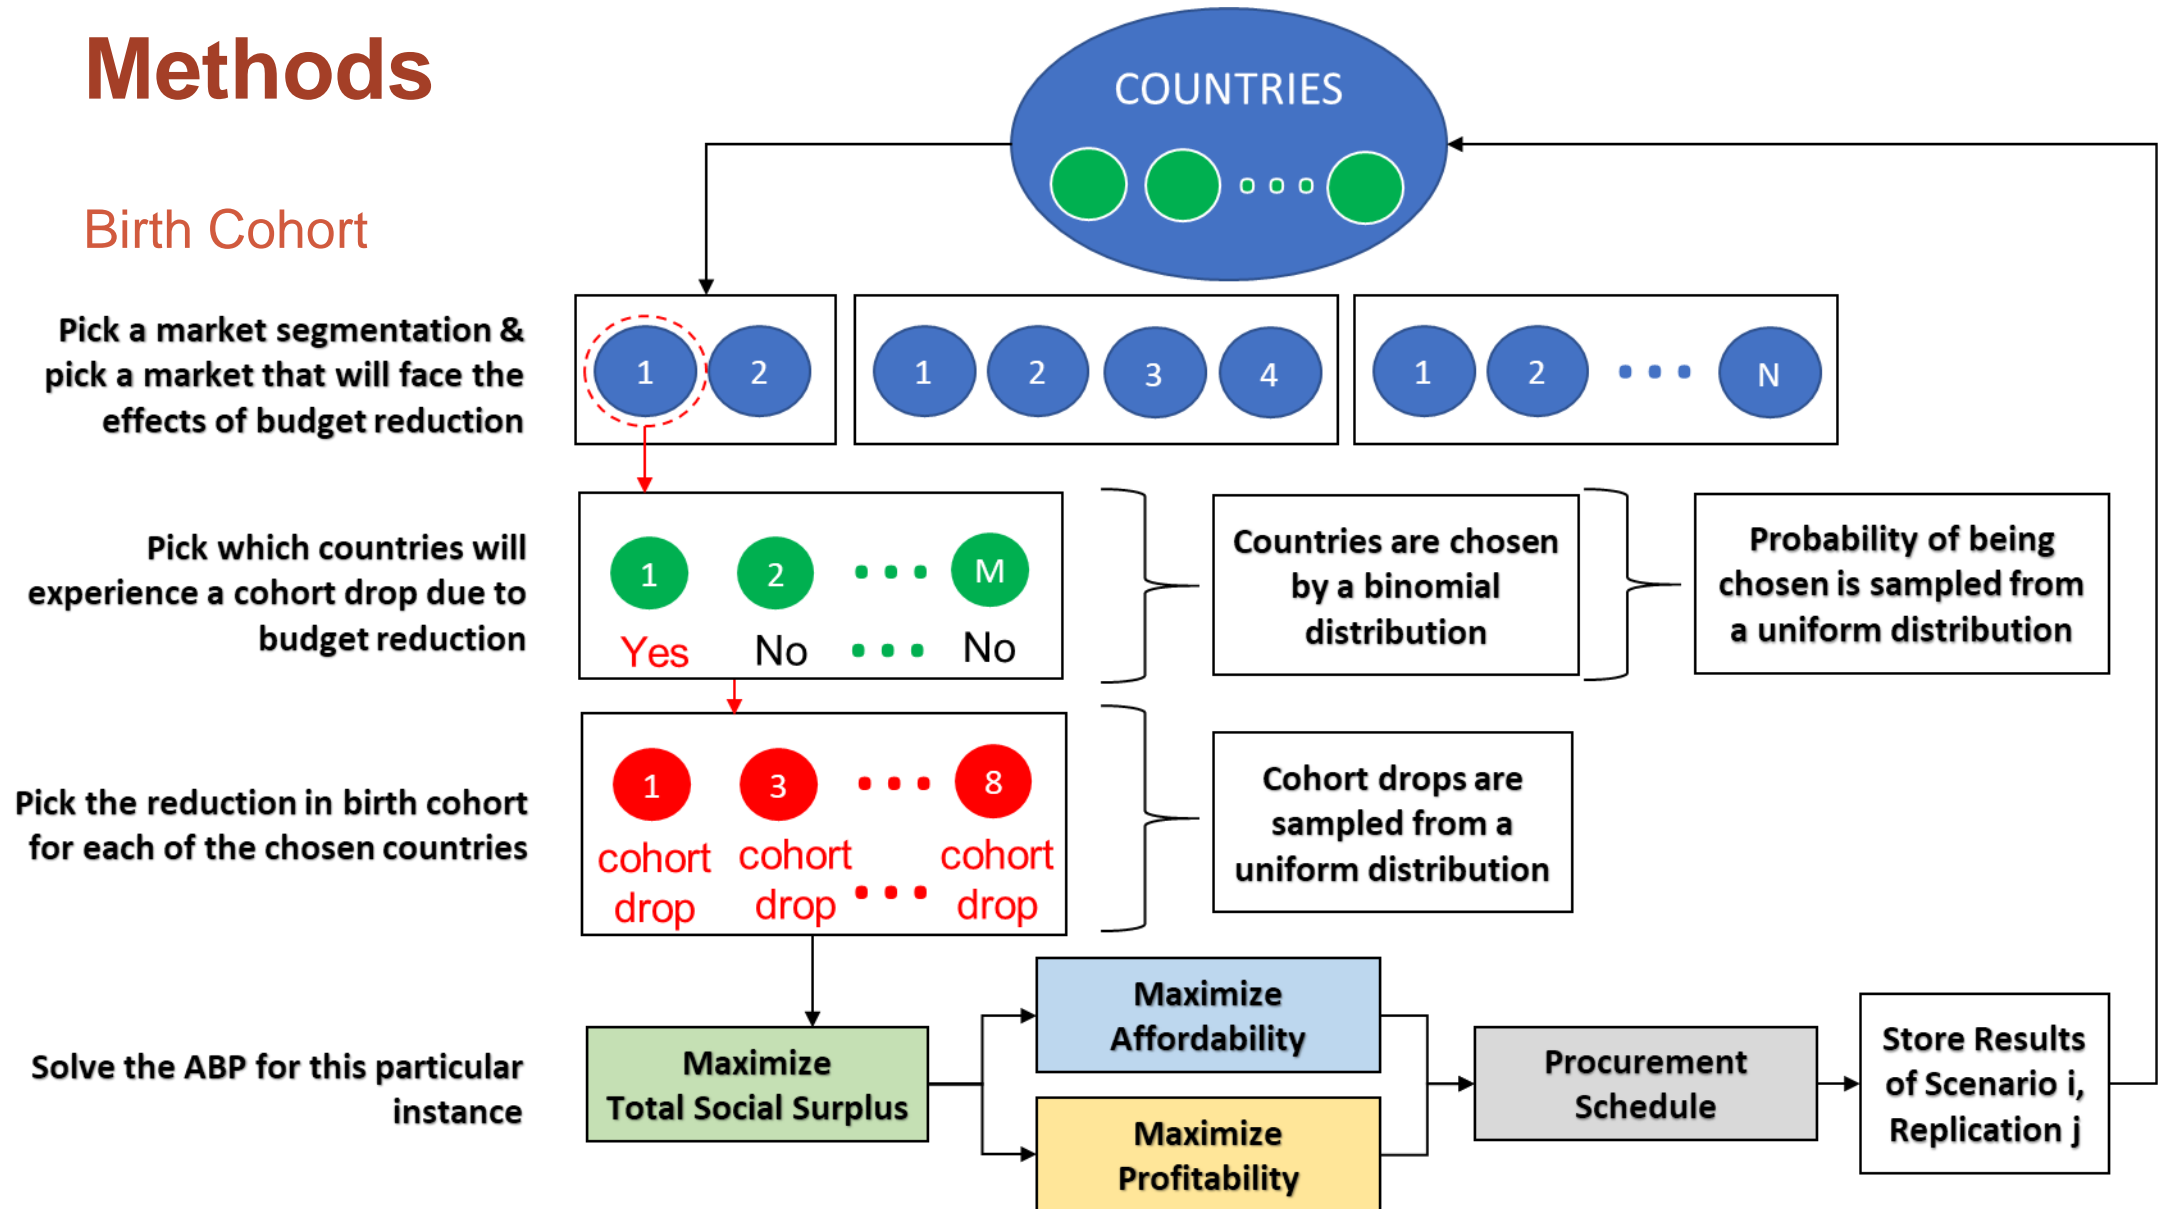 Methods
COUNTRIES
Birth Cohort
Pick a market segmentation &
pick a market that will face the
effects of budget reduction
1 2
1 2 3 4
1 2 N
Pick which countries will
experience a cohort drop due to
budget reduction
1 2 M
Yes No No
Countries are chosen
by a binomial
distribution
Probability of being
chosen is sampled from
a uniform distribution
Pick the reduction in birth cohort
for each of the chosen countries
1 3 8
cohort cohort cohort
drop drop drop
Cohort drops are
sampled from a
uniform distribution
Solve the ABP for this particular
instance
Maximize
Total Social Surplus
Maximize
Affordability
Maximize
Profitability
Procurement
Schedule
Store Results
of Scenario i,
Replication j